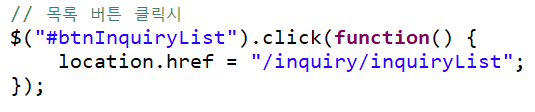 // 목록 버튼 클릭시
$("#btnInquiryList").click(function() {
    location.href = "/inquiry/inquiryList";
});